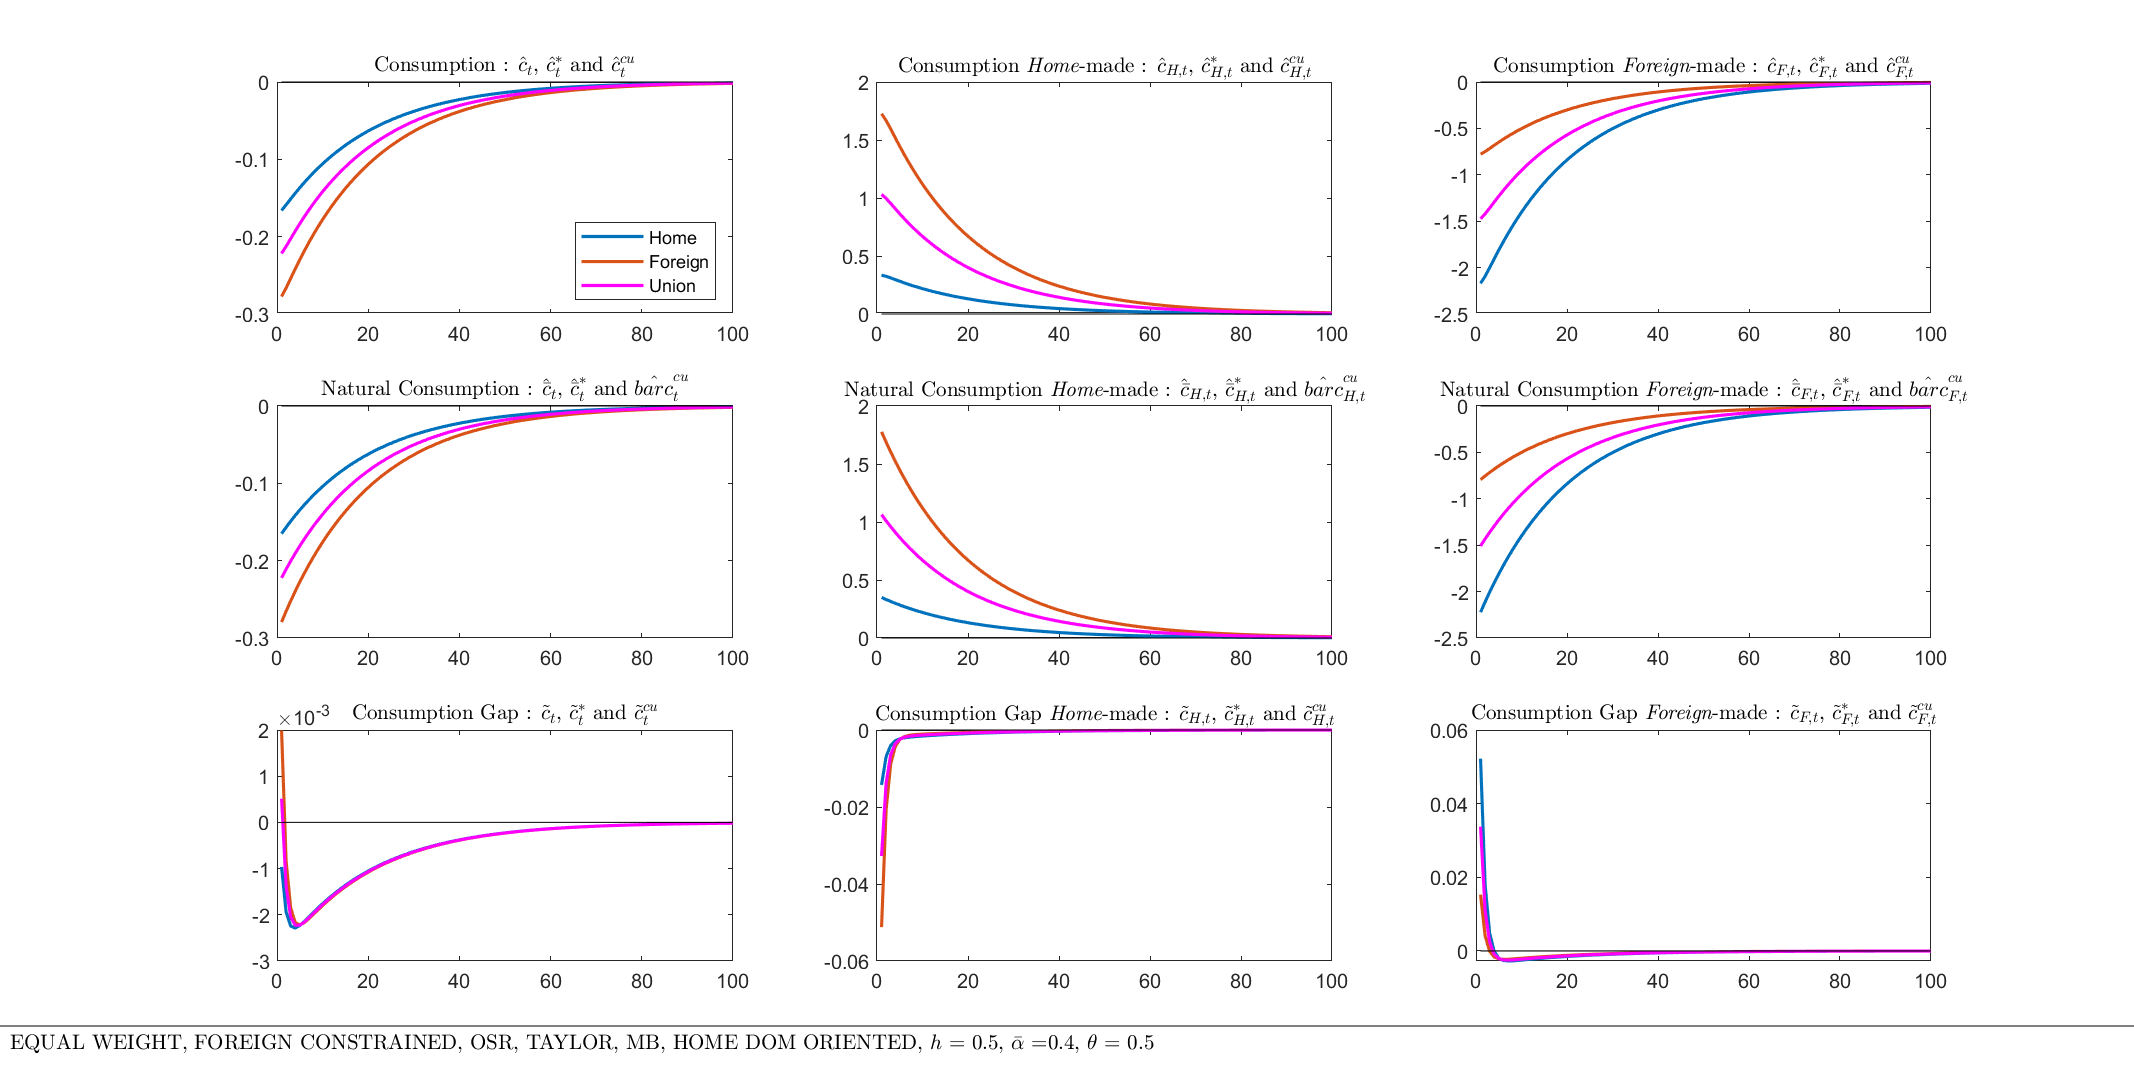 Consumption : ĉ_t, ĉ*_t and ĉ^cu_t
0
-0.1
-0.2
-0.3
0 20 40 60 80 100
Home
Foreign
Union
Consumption Home-made : ĉ_H,t, ĉ*_H,t and ĉ^cu_H,t
2
1.5
1
0.5
0
0 20 40 60 80 100
Consumption Foreign-made : ĉ_F,t, ĉ*_F,t and ĉ^cu_F,t
0
-0.5
-1
-1.5
-2
-2.5
0 20 40 60 80 100
Natural Consumption : c̄̂_t, c̄̂*_t and bar̂c^cu_t
0
-0.1
-0.2
-0.3
0 20 40 60 80 100
Natural Consumption Home-made : c̄̂_H,t, c̄̂*_H,t and bar̂c^cu_H,t
2
1.5
1
0.5
0
0 20 40 60 80 100
Natural Consumption Foreign-made : c̄̂_F,t, c̄̂*_F,t and bar̂c^cu_F,t
0
-0.5
-1
-1.5
-2
-2.5
0 20 40 60 80 100
Consumption Gap : c̃_t, c̃*_t and c̃^cu_t
×10^-3
2
1
0
-1
-2
-3
0 20 40 60 80 100
Consumption Gap Home-made : c̃_H,t, c̃*_H,t and c̃^cu_H,t
0
-0.02
-0.04
-0.06
0 20 40 60 80 100
Consumption Gap Foreign-made : c̃_F,t, c̃*_F,t and c̃^cu_F,t
0.06
0.04
0.02
0
0 20 40 60 80 100
EQUAL WEIGHT, FOREIGN CONSTRAINED, OSR, TAYLOR, MB, HOME DOM ORIENTED, h = 0.5, ᾱ =0.4, θ = 0.5